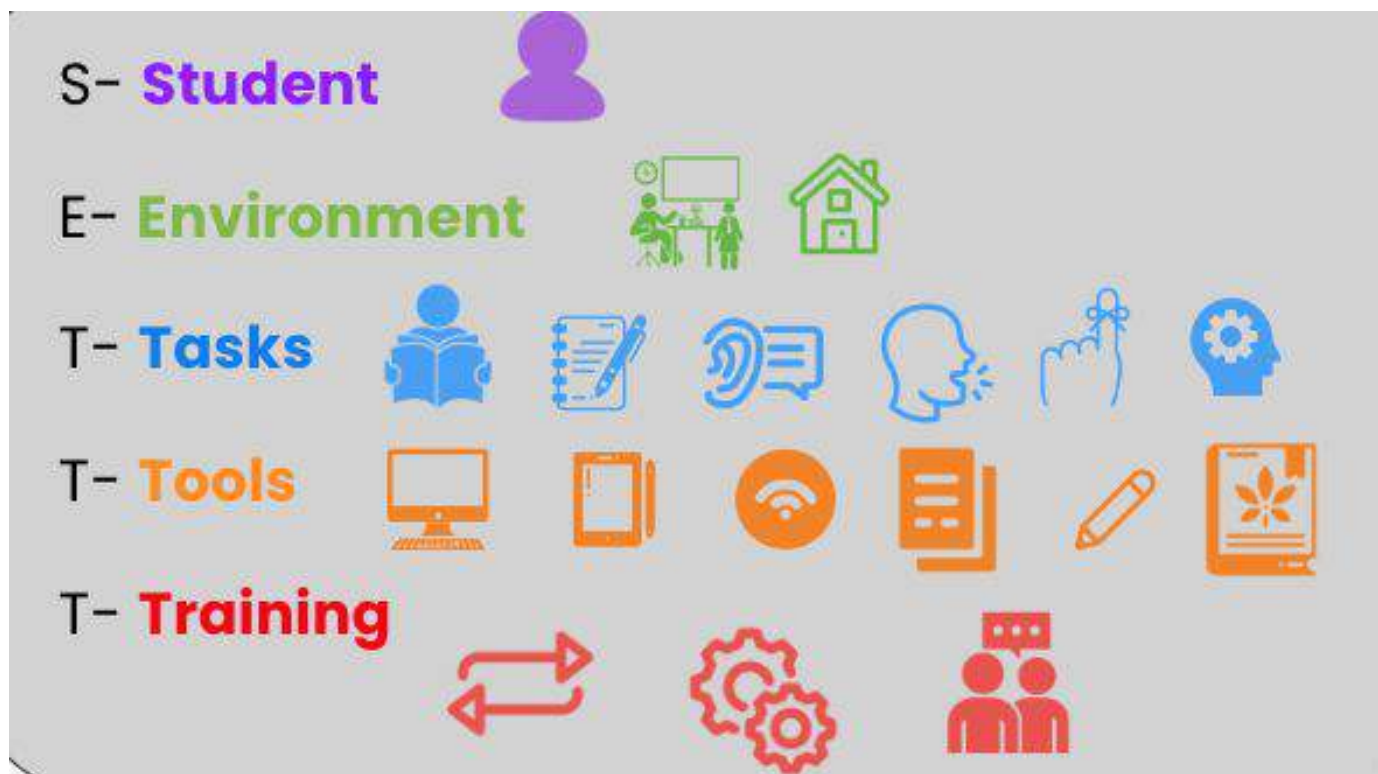 S- Student
E- Environment
T- Tasks
T- Tools
T- Training